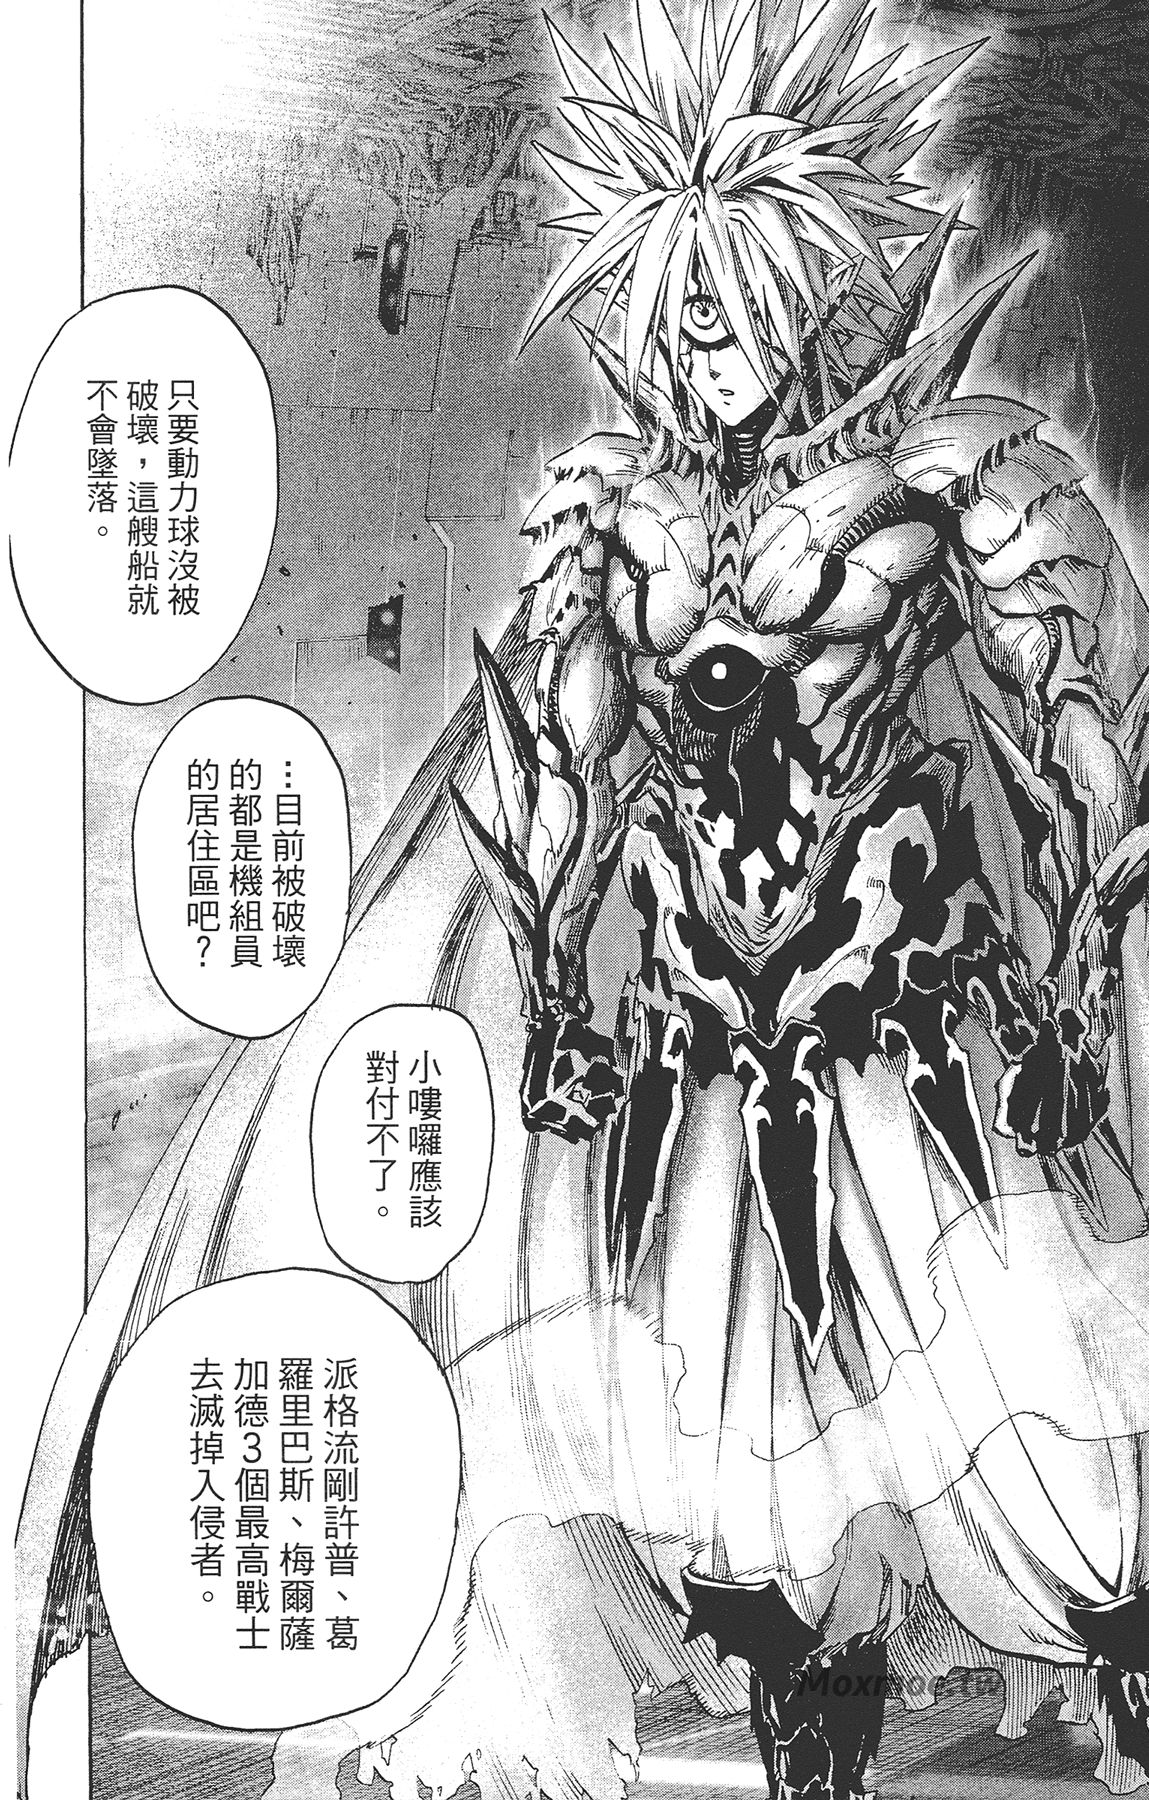 只要動力球沒被
破壞，這艘船就
不會墜落。
…目前被破壞
的都是機組員
的居住區吧？
小嘍囉應該
對付不了。
派格流剛許普、葛
羅里巴斯、梅爾薩
加德3個最高戰士
去滅掉入侵者。
Moxmoe.tw